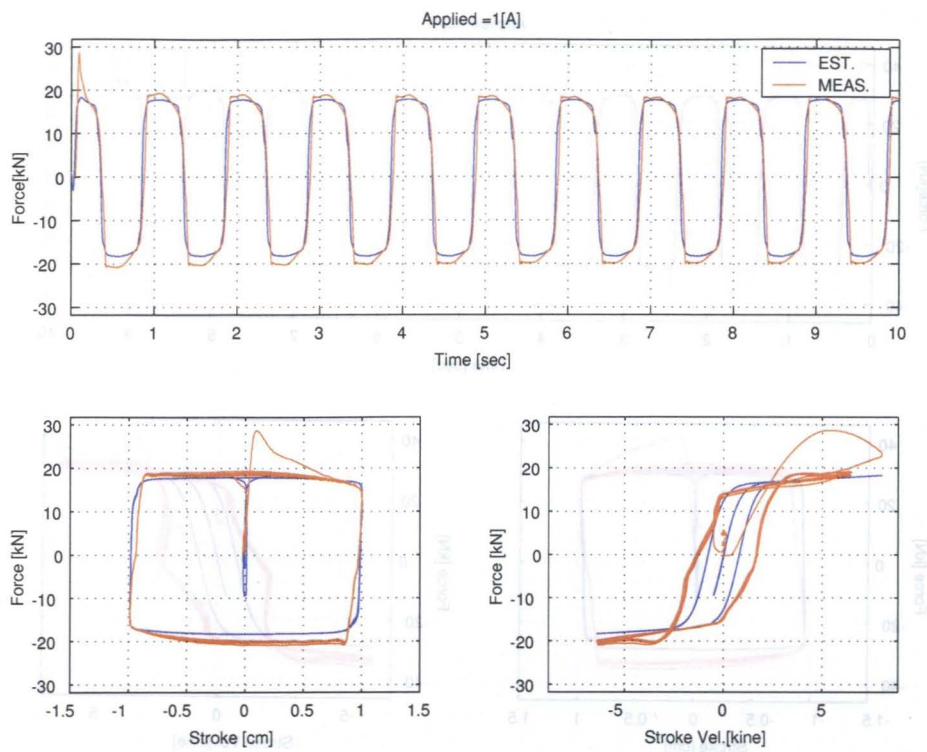 Applied =1[A]
30
20
10
0
-10
-20
-30
Force[kN]
EST.
MEAS.
0 1 2 3 4 5 6 7 8 9 10
Time [sec]
30
20
10
0
-10
-20
-30
Force [kN]
-1.5 -1 -0.5 0 0.5 1 1.5
Stroke [cm]
30
20
10
0
-10
-20
-30
Force [kN]
-5 0 5
Stroke Vel.[kine]